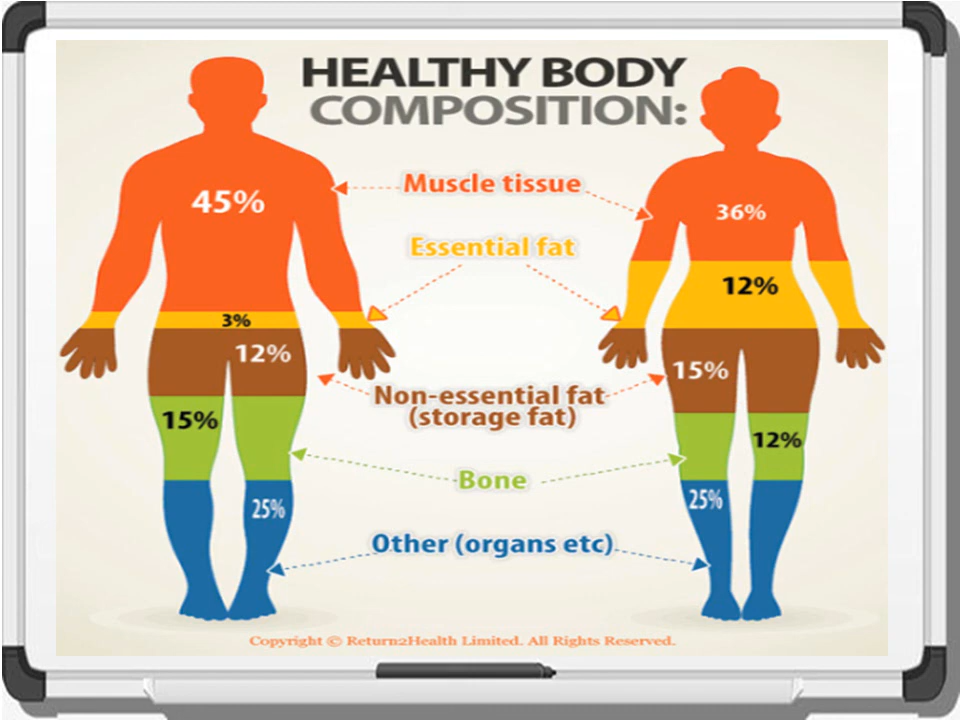 HEALTHY BODY
COMPOSITION:
45%
Muscle tissue
36%
Essential fat
12%
3%
12%
15%
Non-essential fat
(storage fat)
15%
12%
Bone
25%
25%
Other (organs etc)
Copyright © Return2Health Limited. All Rights Reserved.